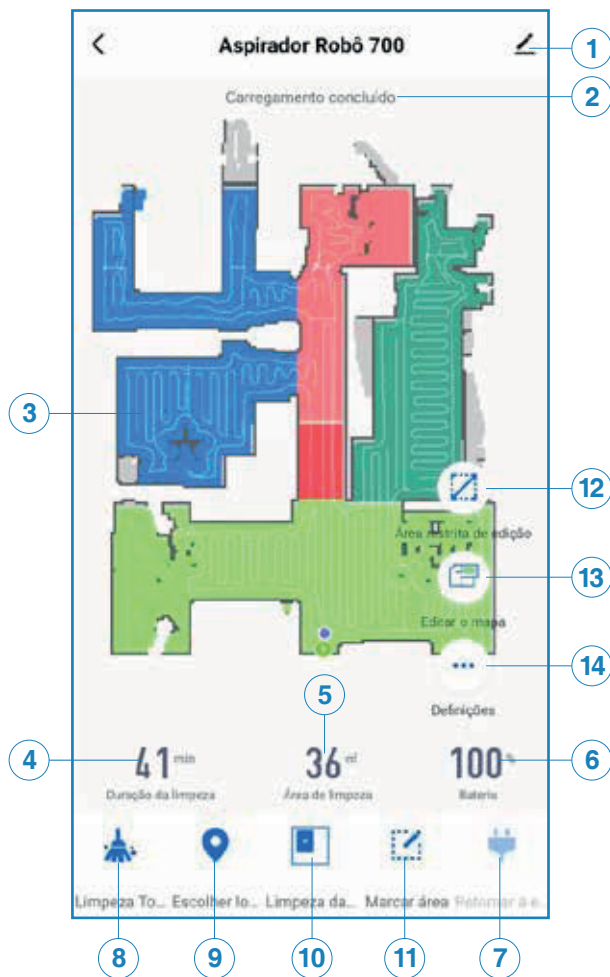 Aspirador Robô 700
1
Carregamento concluído
2
3
12
Área restrita de edição
13
Editar o mapa
14
5
Definições
4
41 min
36 ㎡
100 %
6
Duração da limpeza
Área de limpeza
Bateria
Limpeza To...
Escolher lo...
Limpeza da...
Marcar área
Retornar à e...
8
9
10
11
7